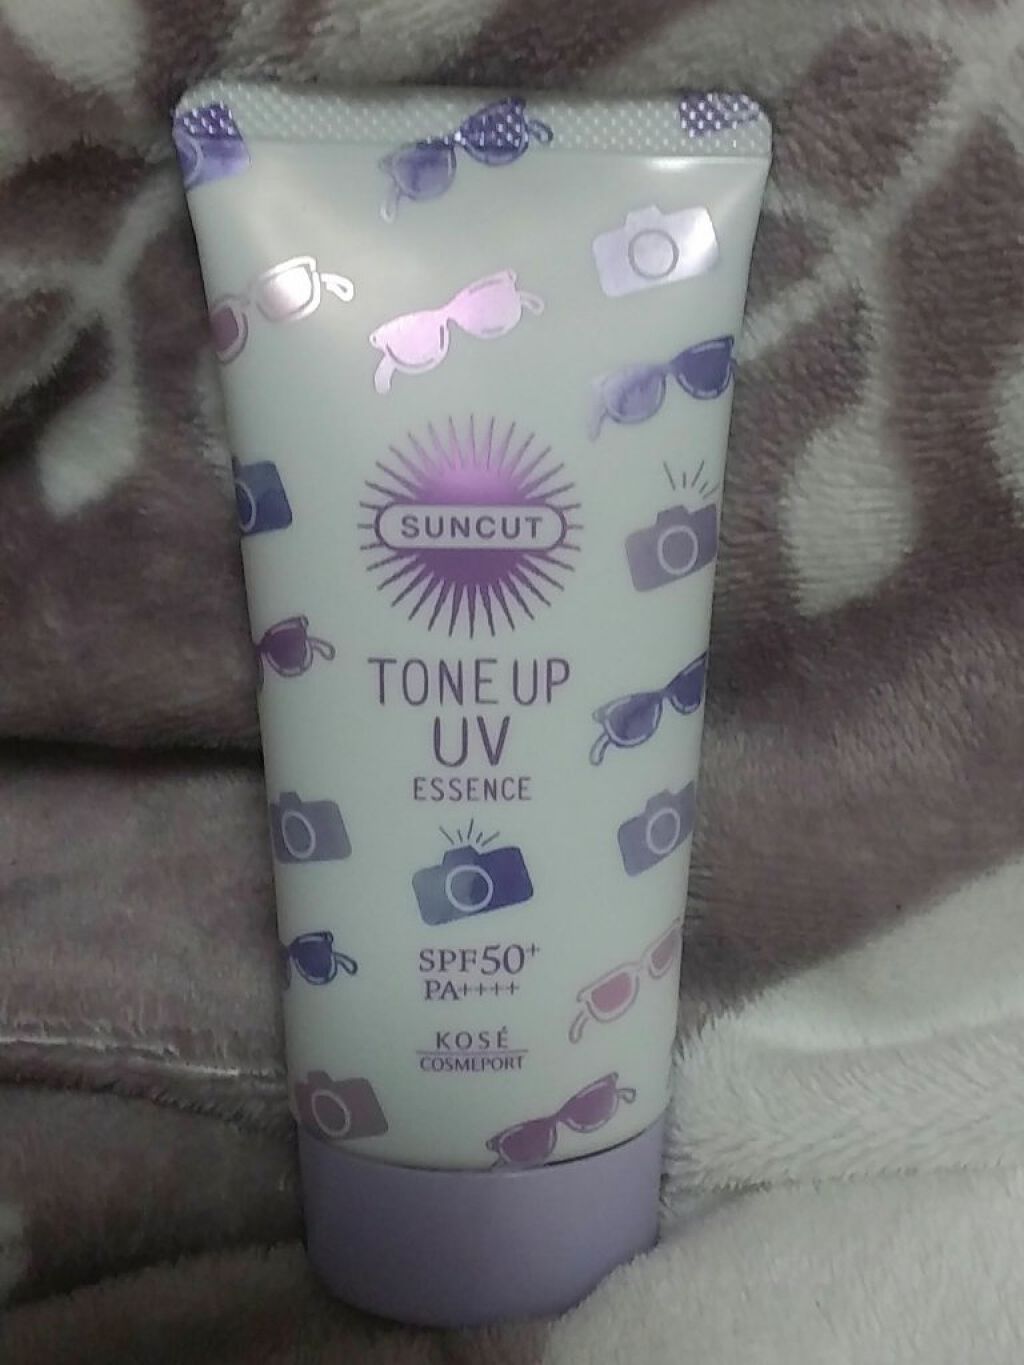 SUNCUT
TONE UP
UV
ESSENCE
SPF50+
PA++++
KOSÉ
COSMEPORT